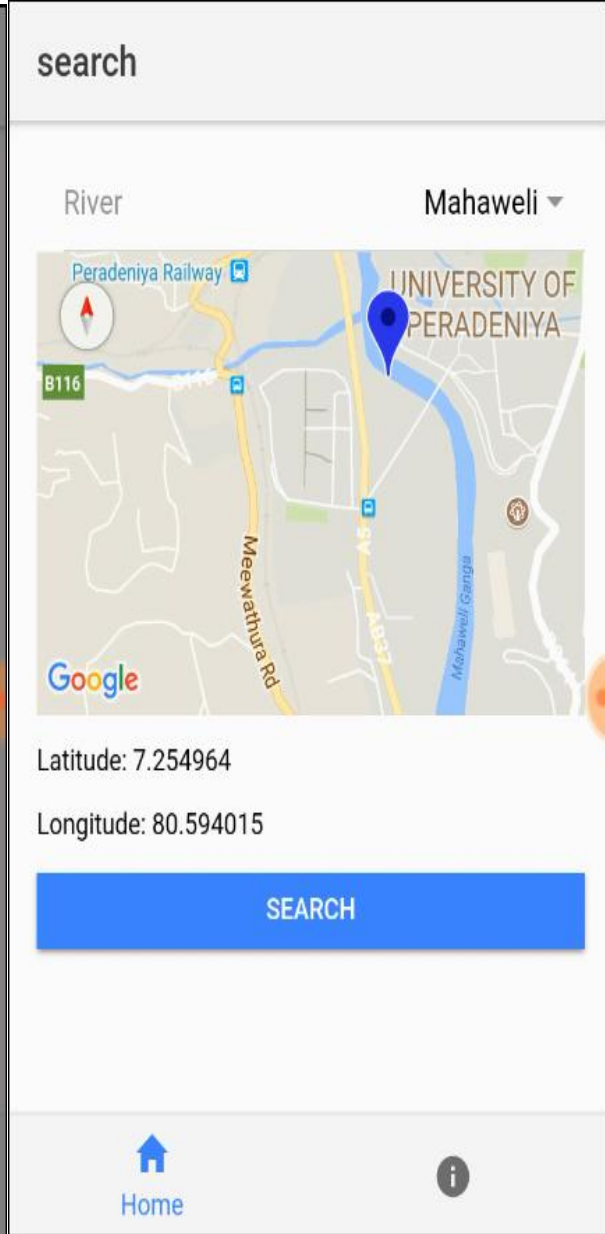 search
River Mahaweli
Peradeniya Railway
UNIVERSITY OF
PERADENIYA
B116
A5
Meewathura Rd
AB37
Mahaweli Ganga
Google
Latitude: 7.254964
Longitude: 80.594015
SEARCH
Home